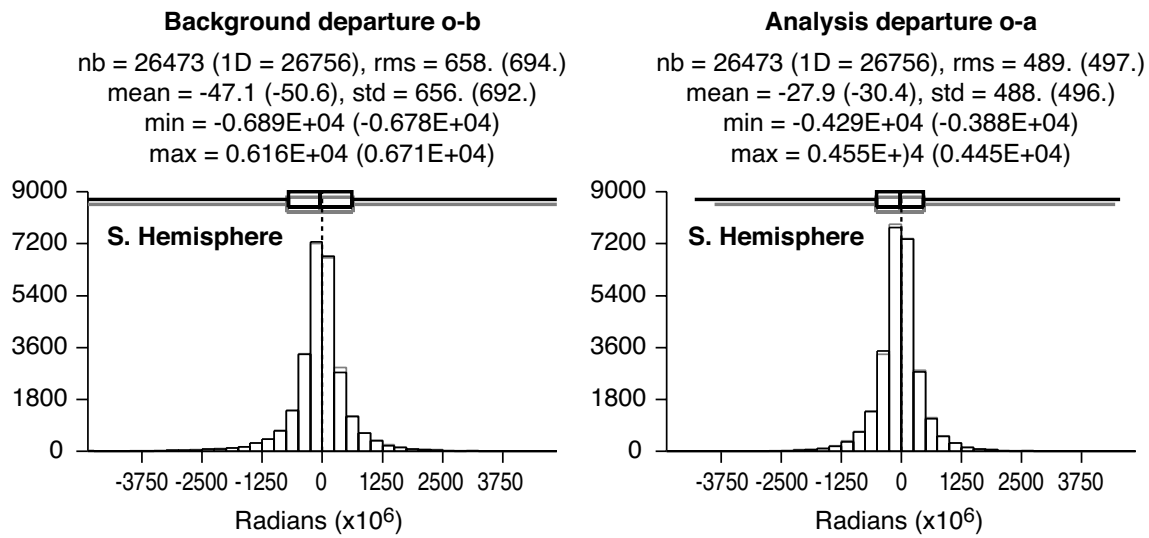 Background departure o-b
nb = 26473 (1D = 26756), rms = 658. (694.)
mean = -47.1 (-50.6), std = 656. (692.)
min = -0.689E+04 (-0.678E+04)
max = 0.616E+04 (0.671E+04)
9000
7200
5400
3600
1800
0
S. Hemisphere
-3750 -2500 -1250 0 1250 2500 3750
Radians (x10⁶)
Analysis departure o-a
nb = 26473 (1D = 26756), rms = 489. (497.)
mean = -27.9 (-30.4), std = 488. (496.)
min = -0.429E+04 (-0.388E+04)
max = 0.455E+)4 (0.445E+04)
9000
7200
5400
3600
1800
0
S. Hemisphere
-3750 -2500 -1250 0 1250 2500 3750
Radians (x10⁶)